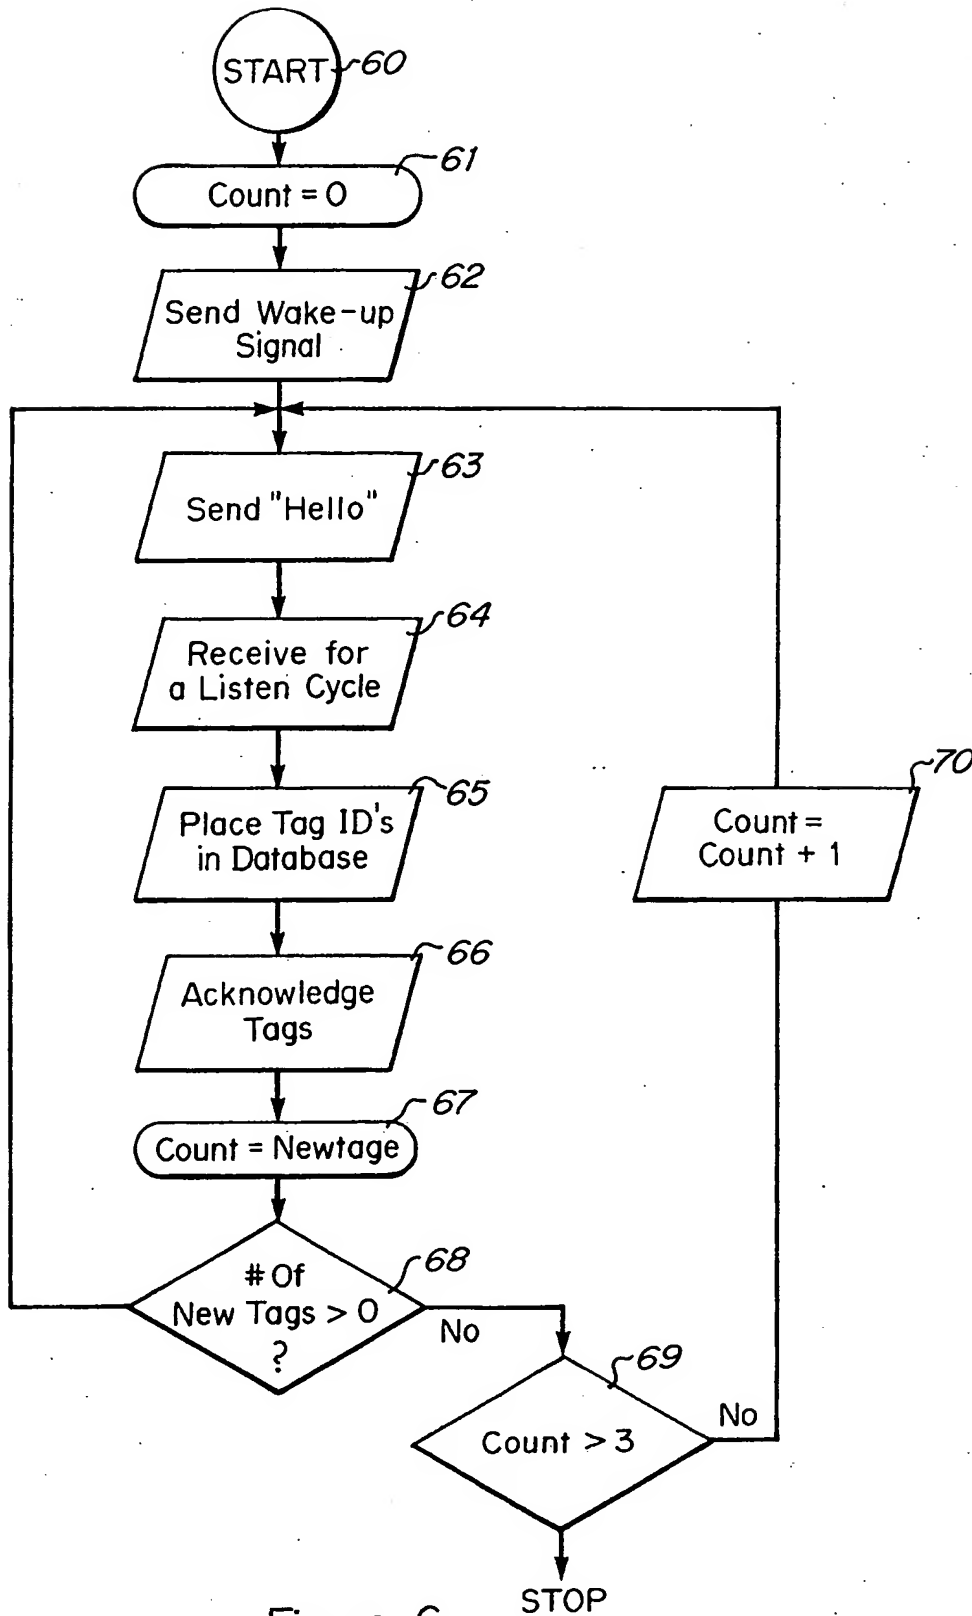 START
60
61
Count = 0
62
Send Wake-up
Signal
63
Send "Hello"
64
Receive for
a Listen Cycle
65
Place Tag ID's
in Database
70
Count =
Count + 1
66
Acknowledge
Tags
67
Count = Newtage
68
# Of
New Tags > 0
?
No
69
Count > 3
No
STOP